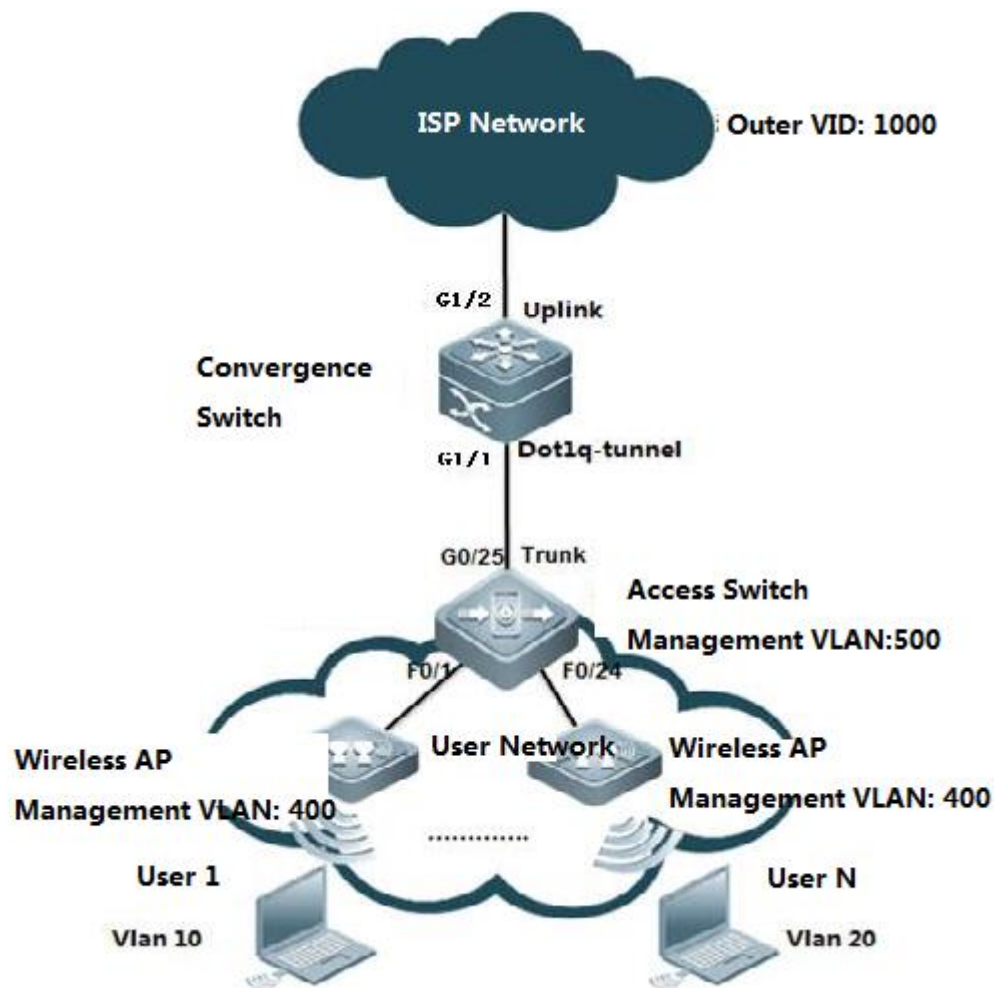 ISP Network
Outer VID: 1000
G1/2
Uplink
Convergence
Switch
G1/1
Dot1q-tunnel
G0/25
Trunk
Access Switch
Management VLAN:500
F0/1
F0/24
User Network
Wireless AP
Management VLAN: 400
Wireless AP
Management VLAN: 400
.............
User 1
User N
Vlan 10
Vlan 20